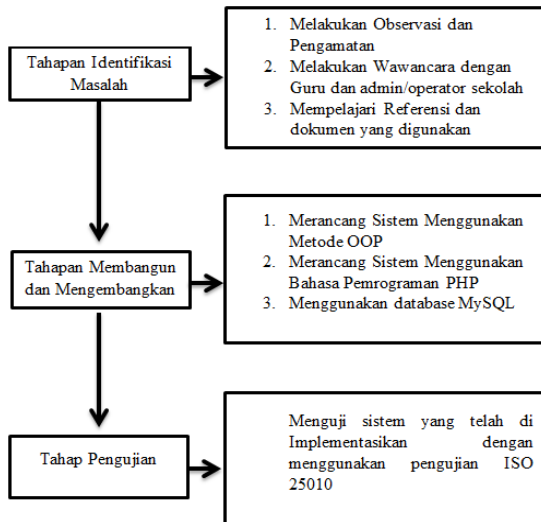 Tahapan Identifikasi
Masalah
1. Melakukan Observasi dan
Pengamatan
2. Melakukan Wawancara dengan
Guru dan admin/operator sekolah
3. Mempelajari Referensi dan
dokumen yang digunakan
Tahapan Membangun
dan Mengembangkan
1. Merancang Sistem Menggunakan
Metode OOP
2. Merancang Sistem Menggunakan
Bahasa Pemrograman PHP
3. Menggunakan database MySQL
Tahap Pengujian
Menguji sistem yang telah di
Implementasikan dengan
menggunakan pengujian ISO
25010